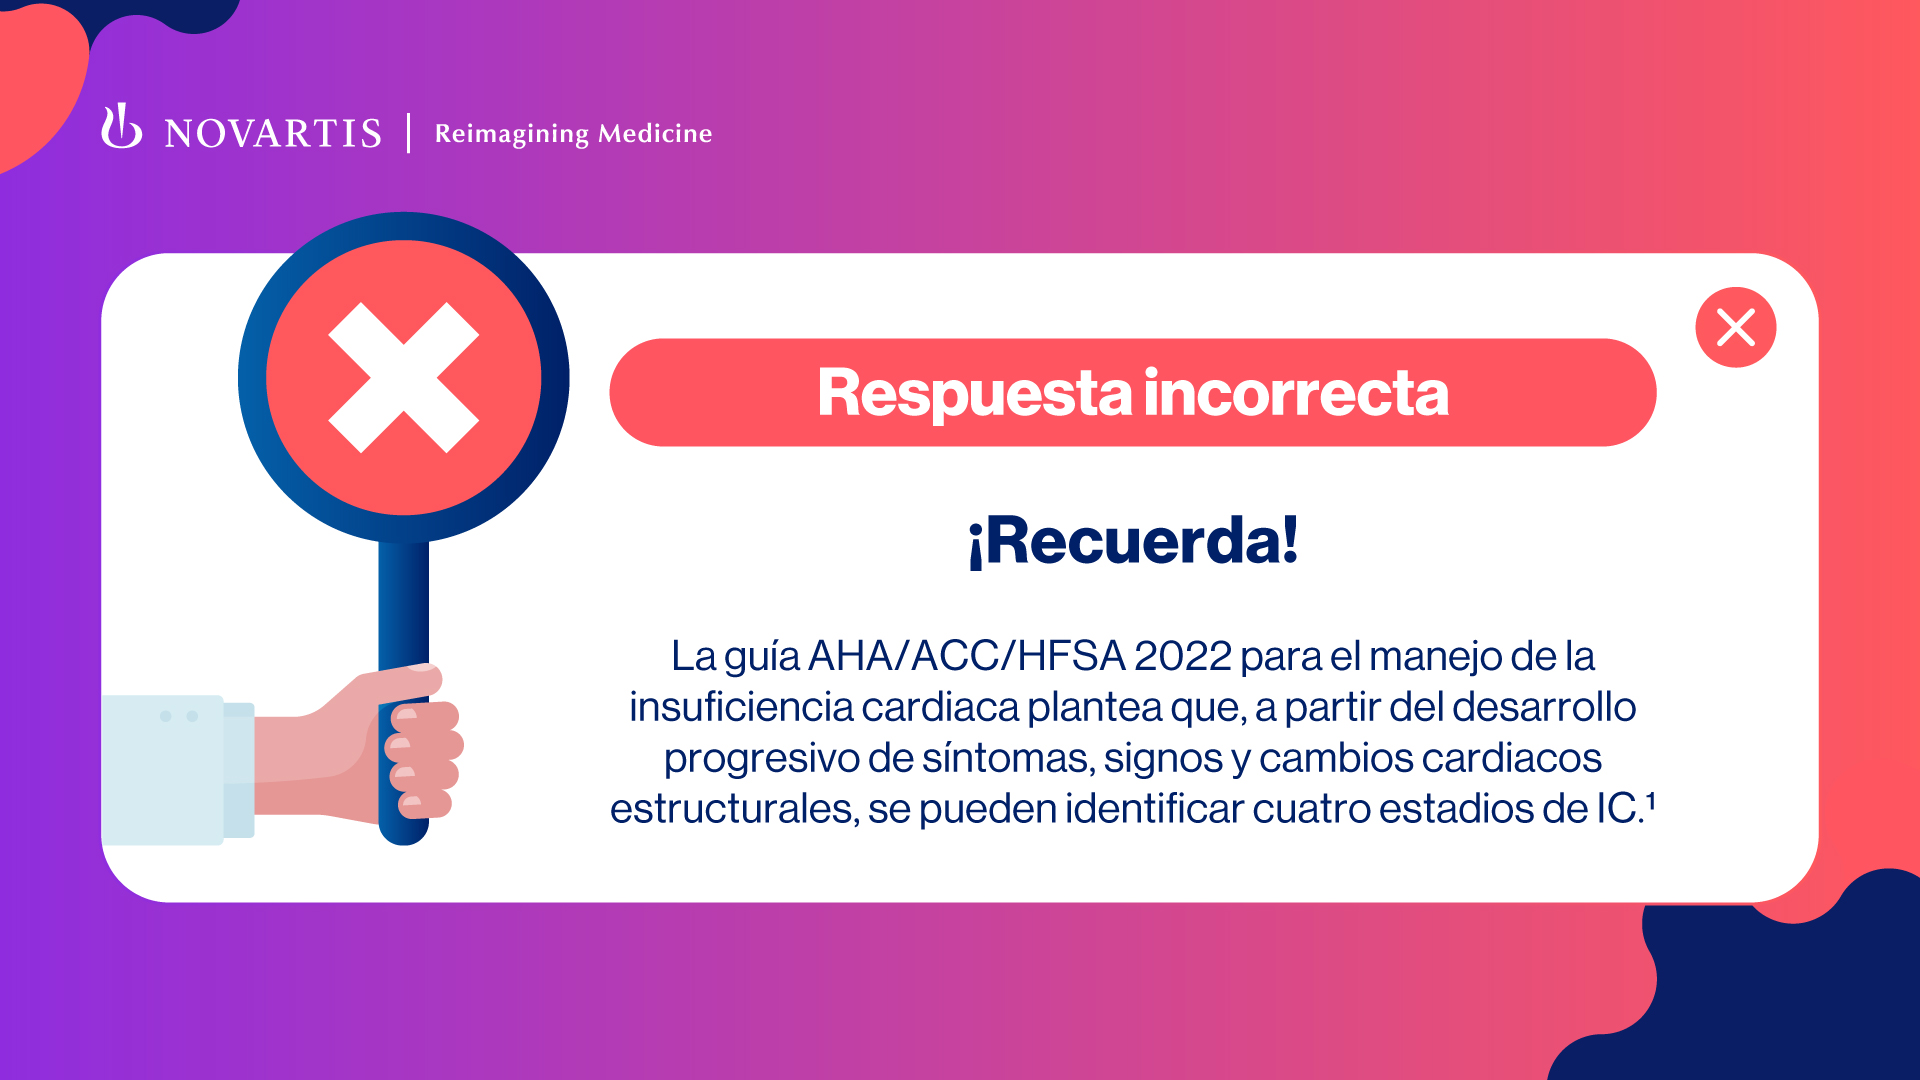 NOVARTIS | Reimagining Medicine
Respuesta incorrecta
¡Recuerda!
La guía AHA/ACC/HFSA 2022 para el manejo de la
insuficiencia cardiaca plantea que, a partir del desarrollo
progresivo de síntomas, signos y cambios cardiacos
estructurales, se pueden identificar cuatro estadios de IC.¹